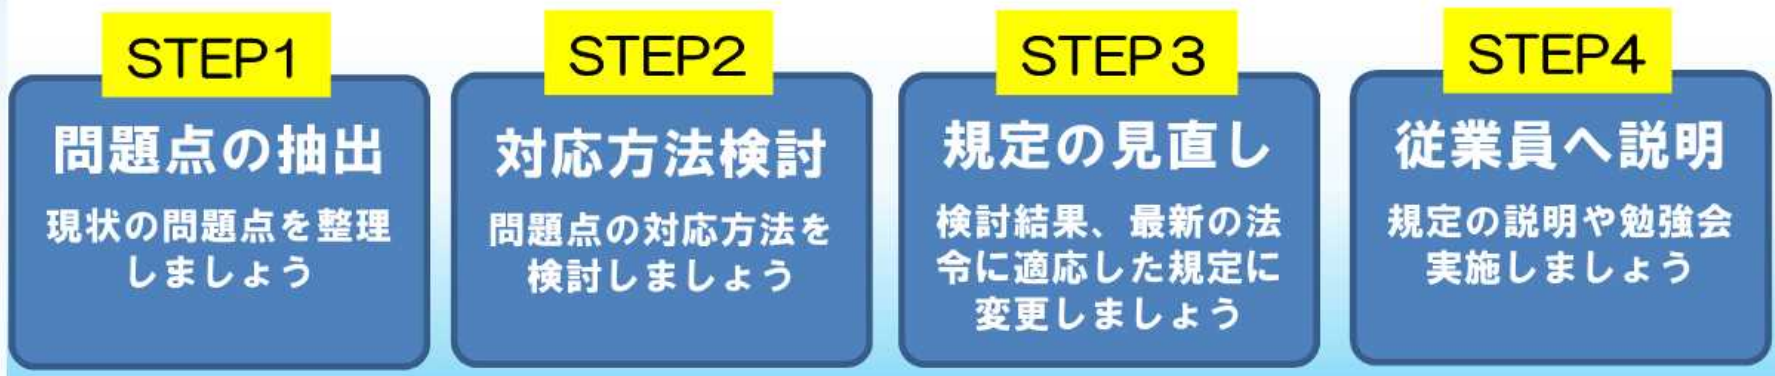 STEP1
問題点の抽出
現状の問題点を整理
しましょう
STEP2
対応方法検討
問題点の対応方法を
検討しましょう
STEP３
規定の見直し
検討結果、最新の法
令に適応した規定に
変更しましょう
STEP4
従業員へ説明
規定の説明や勉強会
実施しましょう